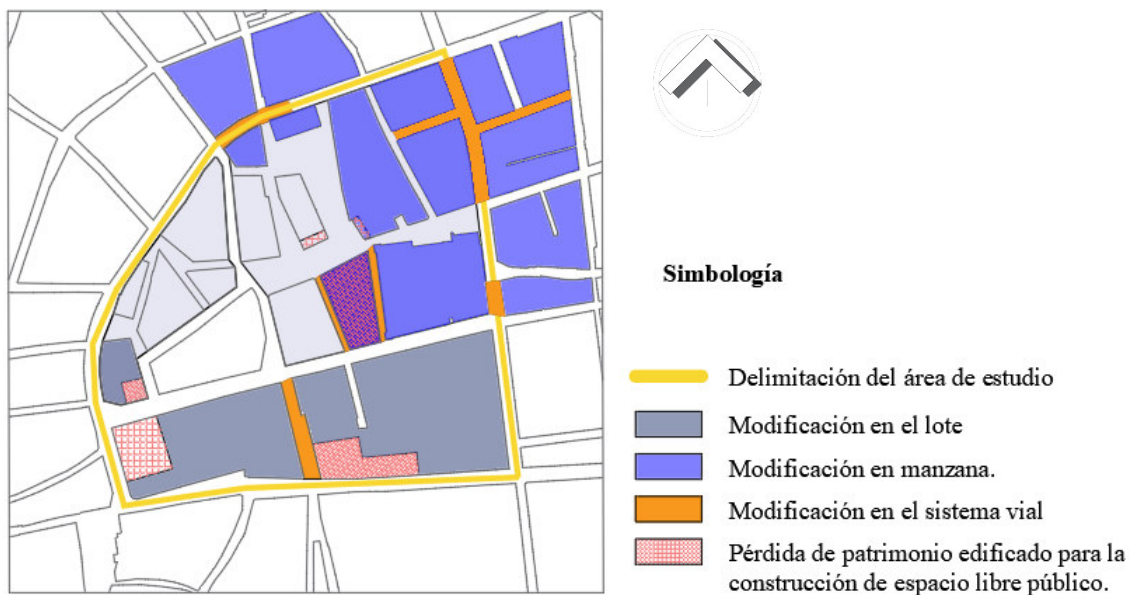 Simbología
Delimitación del área de estudio
Modificación en el lote
Modificación en manzana.
Modificación en el sistema vial
Pérdida de patrimonio edificado para la
construcción de espacio libre público.